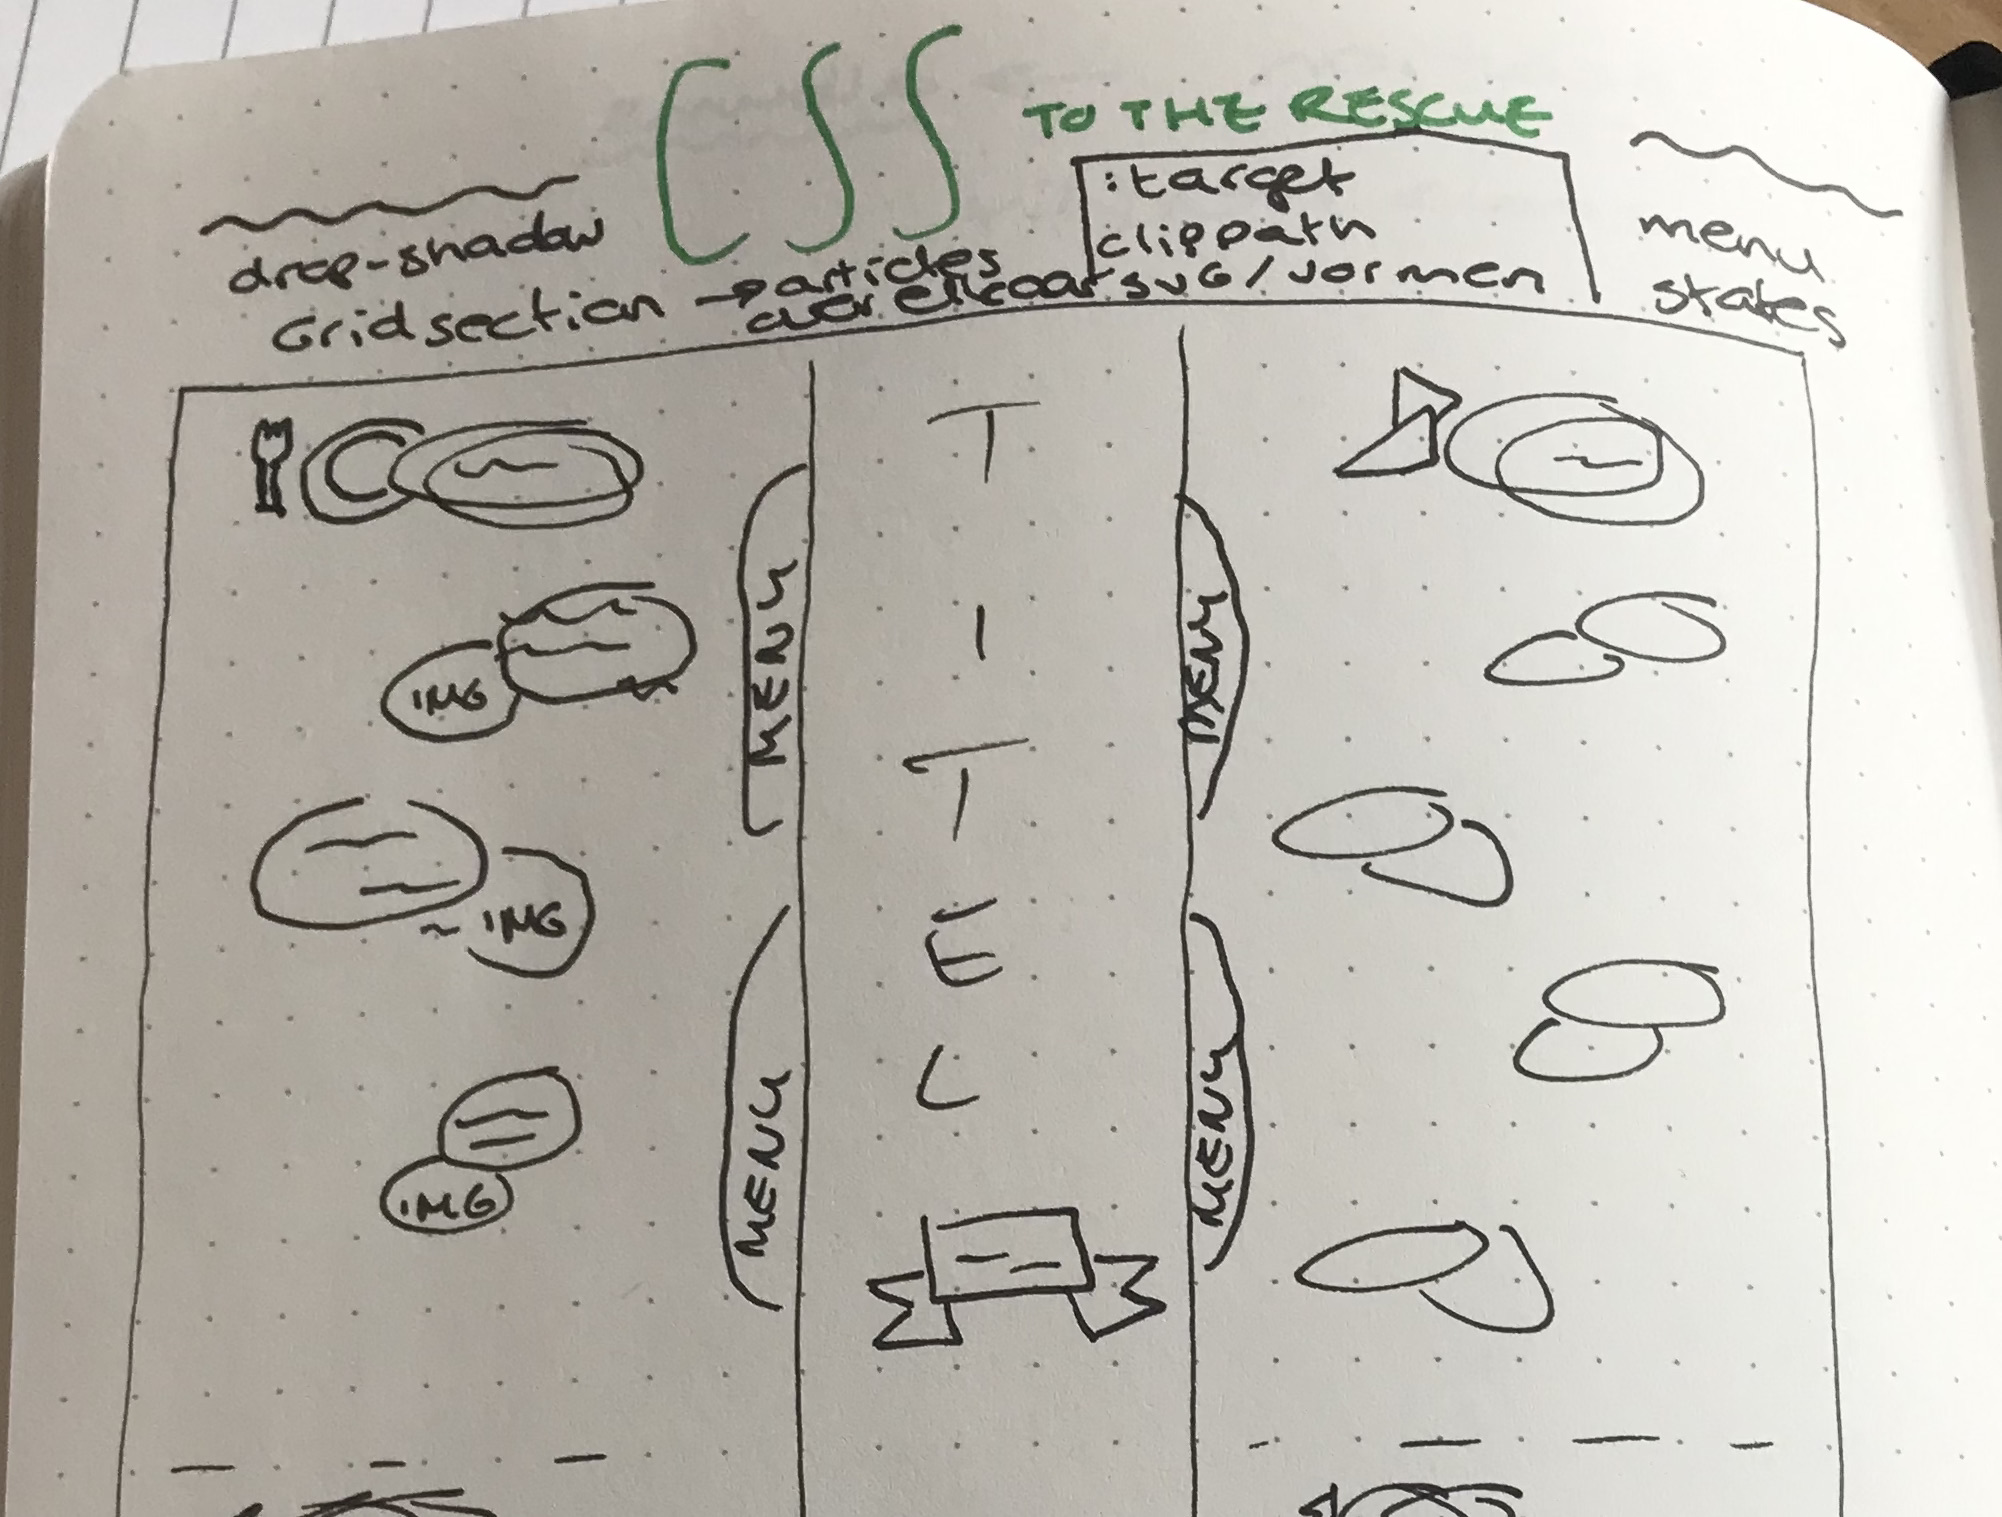 CSS TO THE RESCUE
:target
clippath
svG/vormen
drop-shadow
Gridsection → particles
over elkaar
menu
states
T
I
T
E
L
MENU
MENU
MENU
MENU
IMG
IMG
IMG